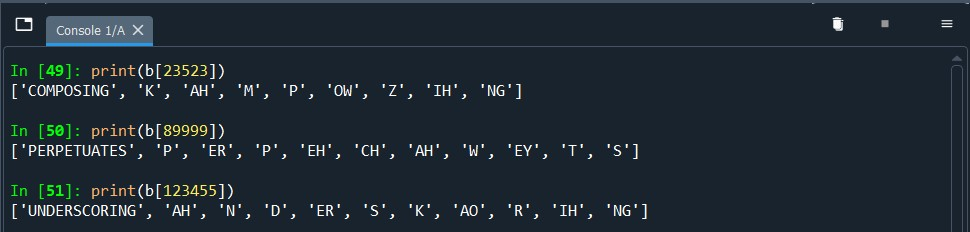 Console 1/A
In [49]: print(b[23523])
['COMPOSING', 'K', 'AH', 'M', 'P', 'OW', 'Z', 'IH', 'NG']
In [50]: print(b[89999])
['PERPETUATES', 'P', 'ER', 'P', 'EH', 'CH', 'AH', 'W', 'EY', 'T', 'S']
In [51]: print(b[123455])
['UNDERSCORING', 'AH', 'N', 'D', 'ER', 'S', 'K', 'AO', 'R', 'IH', 'NG']